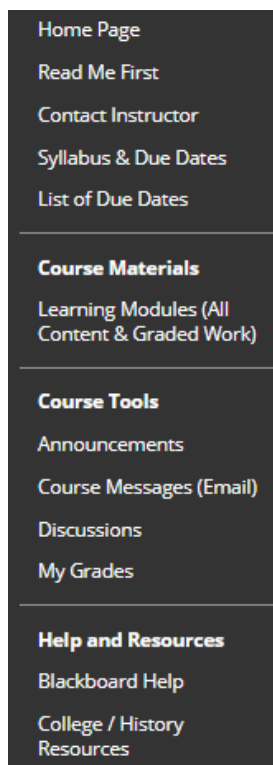 Home Page
Read Me First
Contact Instructor
Syllabus & Due Dates
List of Due Dates
Course Materials
Learning Modules (All
Content & Graded Work)
Course Tools
Announcements
Course Messages (Email)
Discussions
My Grades
Help and Resources
Blackboard Help
College / History
Resources